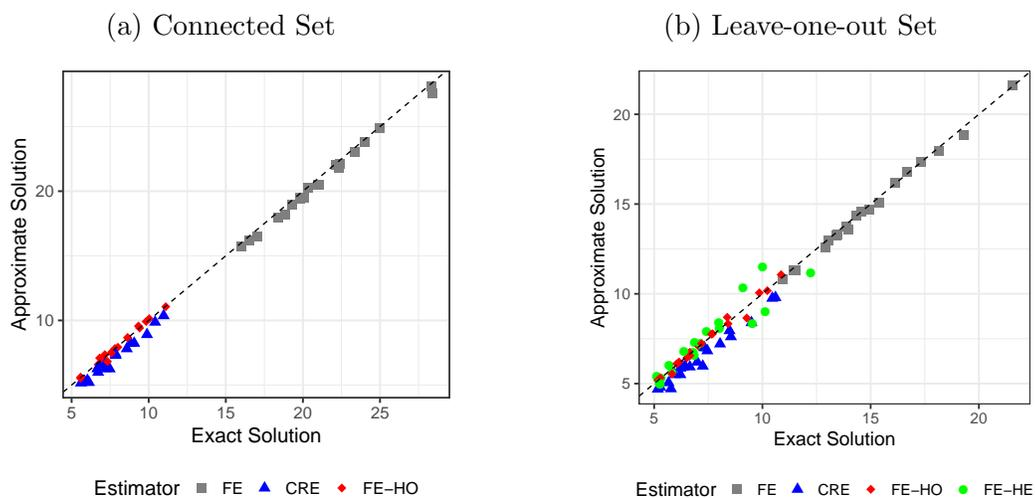 (a) Connected Set
Approximate Solution
20
10
5
10
15
20
25
Exact Solution
Estimator FE CRE FE−HO
(b) Leave-one-out Set
Approximate Solution
20
15
10
5
5
10
15
20
Exact Solution
Estimator FE CRE FE−HO FE−HE